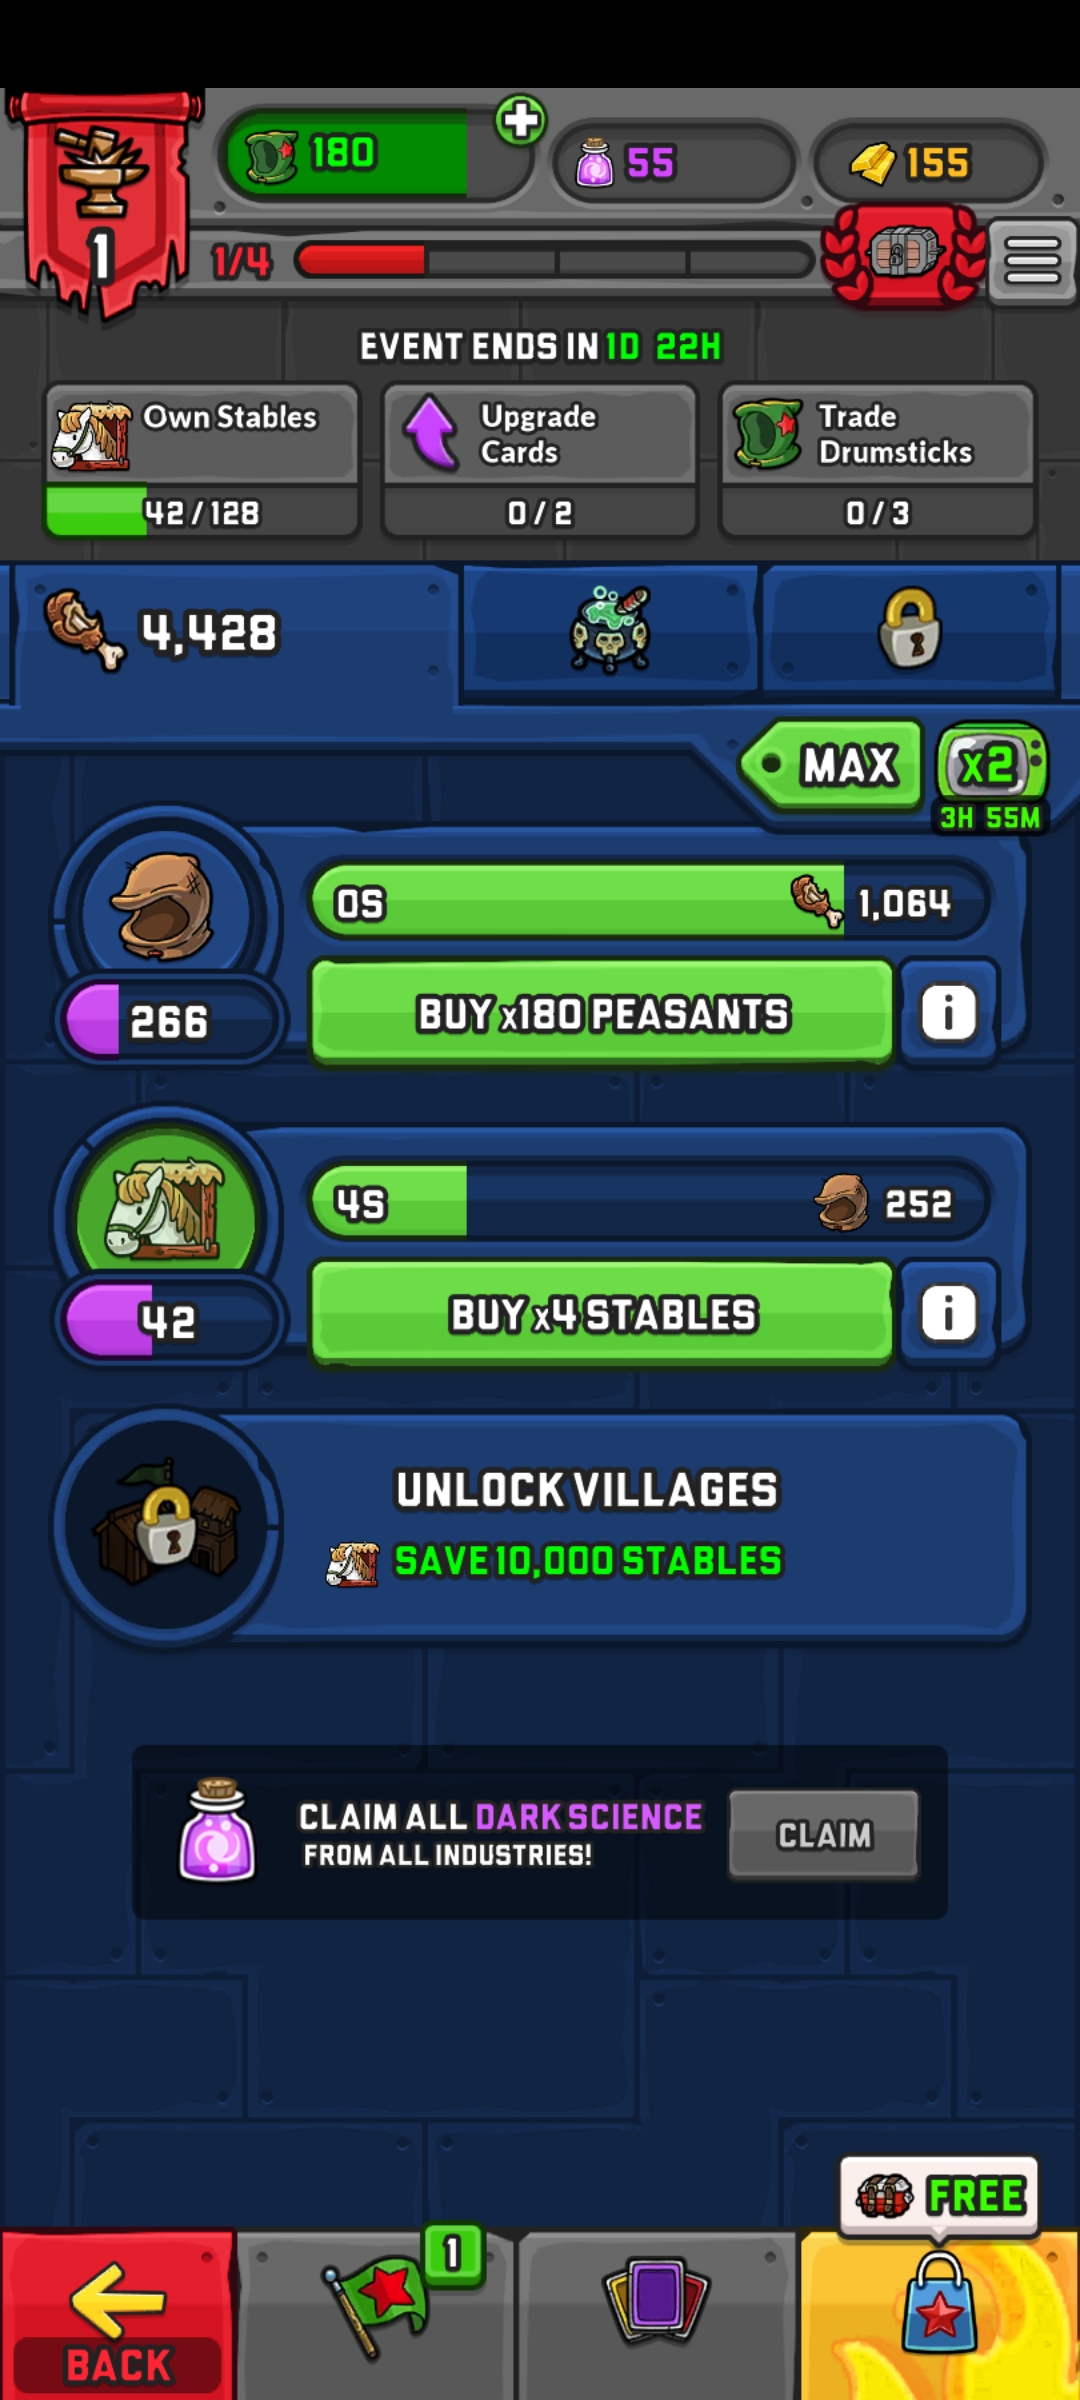 180
55
155
1
1/4
EVENT ENDS IN 1D 22H
Own Stables
42/128
Upgrade
Cards
0/2
Trade
Drumsticks
0/3
4,428
MAX
x2
3H 55M
0S
1,064
266
BUY x180 PEASANTS
i
4S
252
42
BUY x4 STABLES
i
UNLOCK VILLAGES
SAVE 10,000 STABLES
CLAIM ALL DARK SCIENCE
FROM ALL INDUSTRIES!
CLAIM
FREE
1
BACK